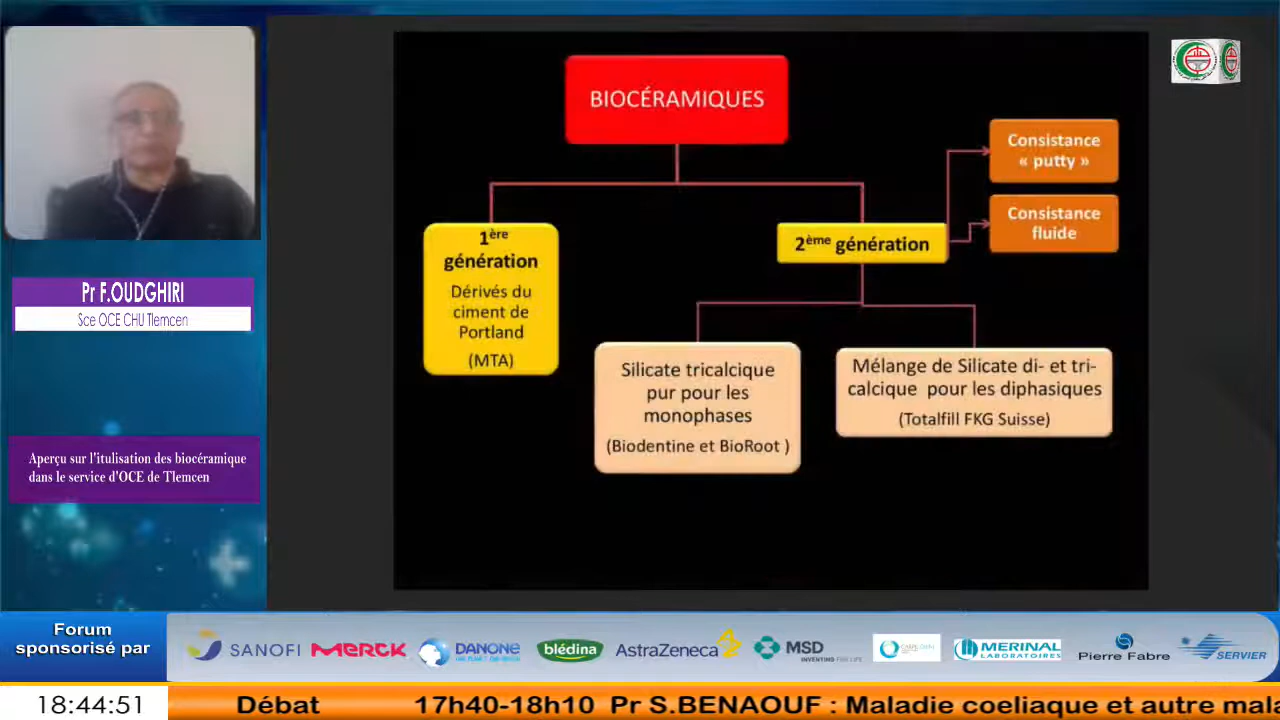 BIOCÉRAMIQUES
Consistance
« putty »
Consistance
fluide
1ère
génération
Dérivés du
ciment de
Portland
(MTA)
2ème génération
Silicate tricalcique
pur pour les
monophases
(Biodentine et BioRoot )
Mélange de Silicate di- et tri-
calcique pour les diphasiques
(Totalfill FKG Suisse)
Pr F.OUDGHIRI
Sce OCE CHU Tlemcen
Aperçu sur l'itulisation des biocéramique
dans le service d'OCE de Tlemcen
Forum
sponsorisé par
SANOFI
MERCK
DANONE
blédina
AstraZeneca
MSD
INVENTING FOR LIFE
MERINAL
LABORATOIRES
Pierre Fabre
SERVIER
18:44:51
Débat 17h40-18h10 Pr S.BENAOUF : Maladie coeliaque et autre mala